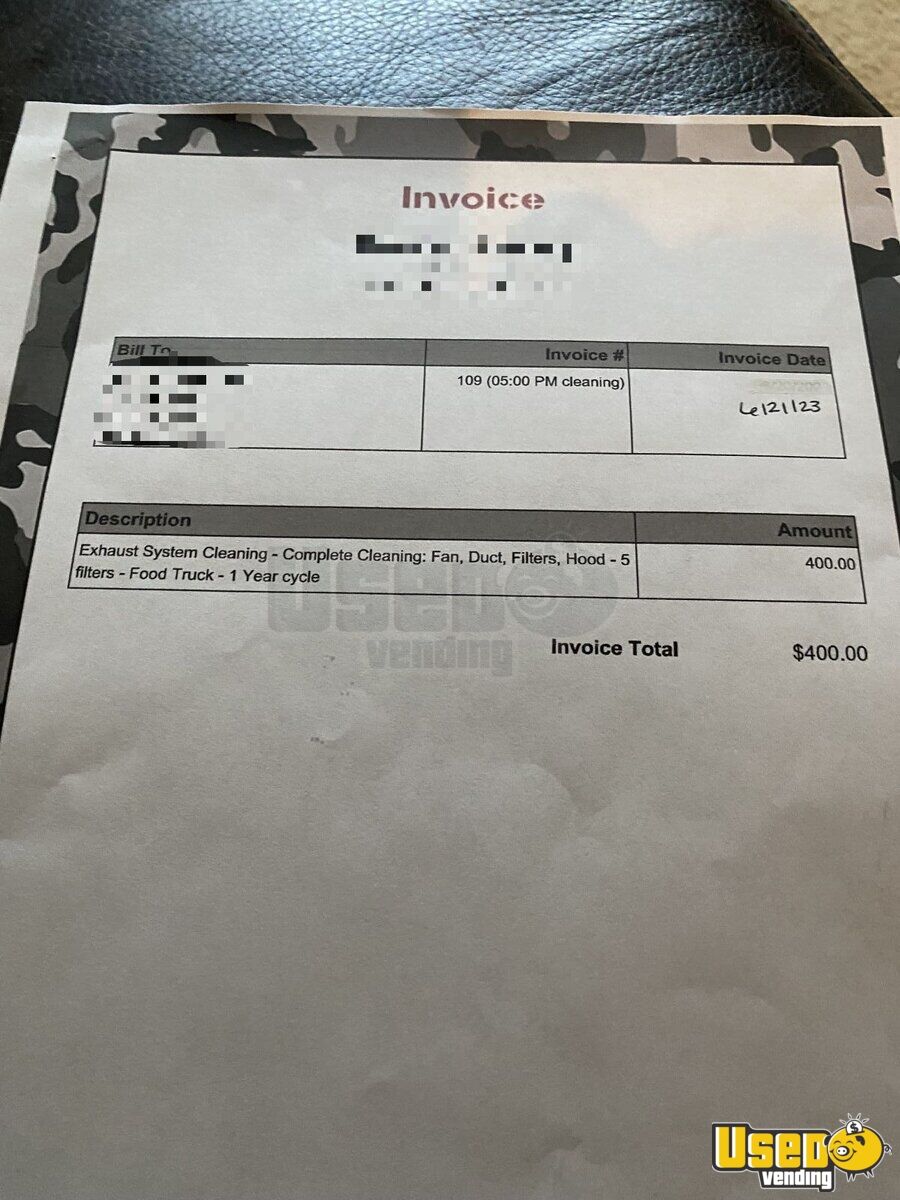 Invoice
Bill To
Invoice #
Invoice Date
109 (05:00 PM cleaning)
6/21/23
Description
Amount
Exhaust System Cleaning - Complete Cleaning: Fan, Duct, Filters, Hood - 5
filters - Food Truck - 1 Year cycle
400.00
Invoice Total
$400.00
USED
vending
USED
vending